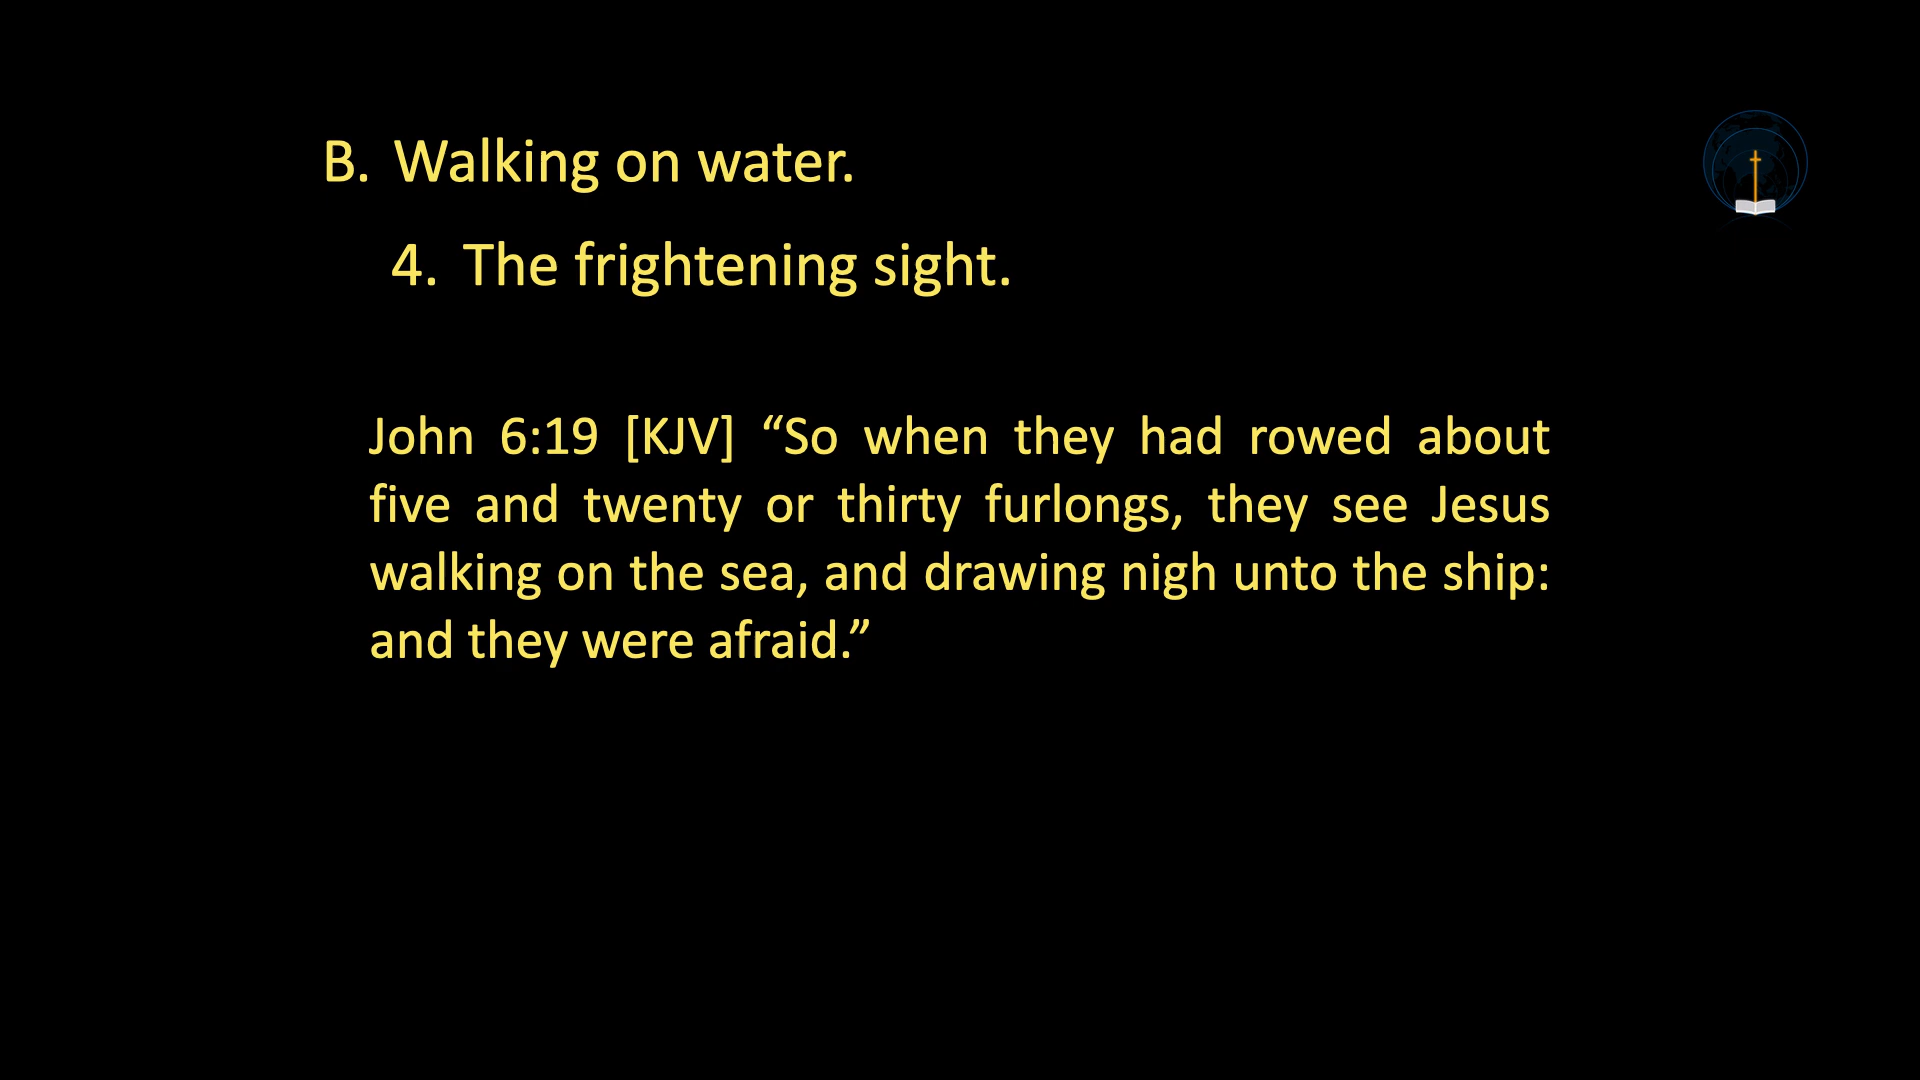 B. Walking on water.
4. The frightening sight.
John 6:19 [KJV] “So when they had rowed about
five and twenty or thirty furlongs, they see Jesus
walking on the sea, and drawing nigh unto the ship:
and they were afraid.”